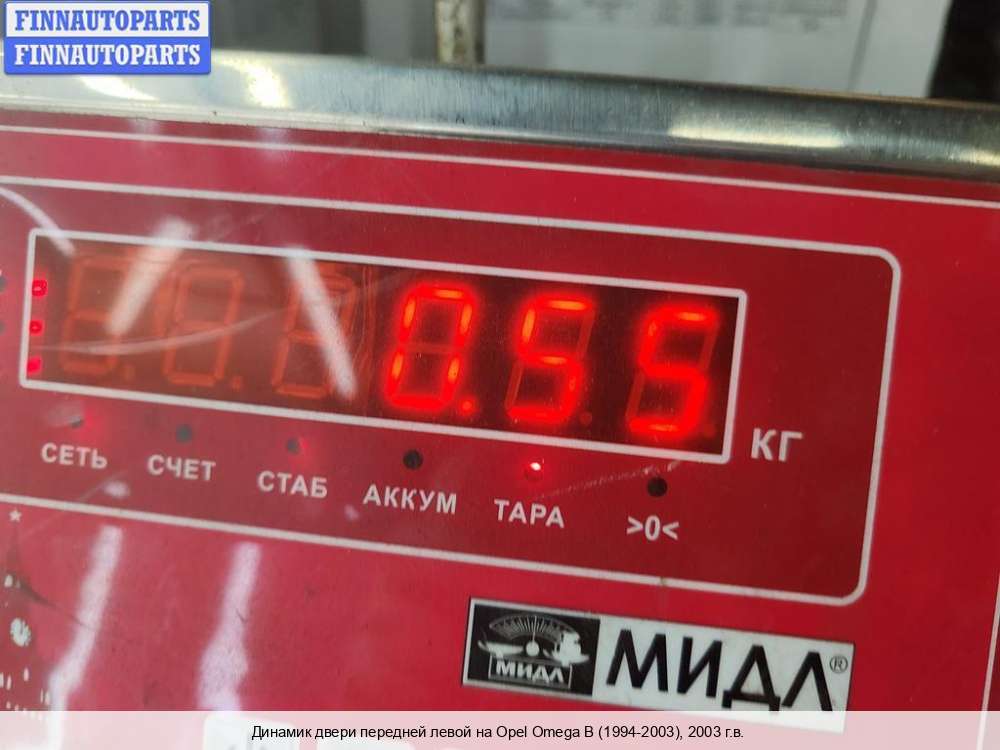 FINNAUTOPARTS
FINNAUTOPARTS
0.55
КГ
СЕТЬ СЧЕТ СТАБ АККУМ ТАРА >0<
МИДЛ МИДЛ®
Динамик двери передней левой на Opel Omega B (1994-2003), 2003 г.в.